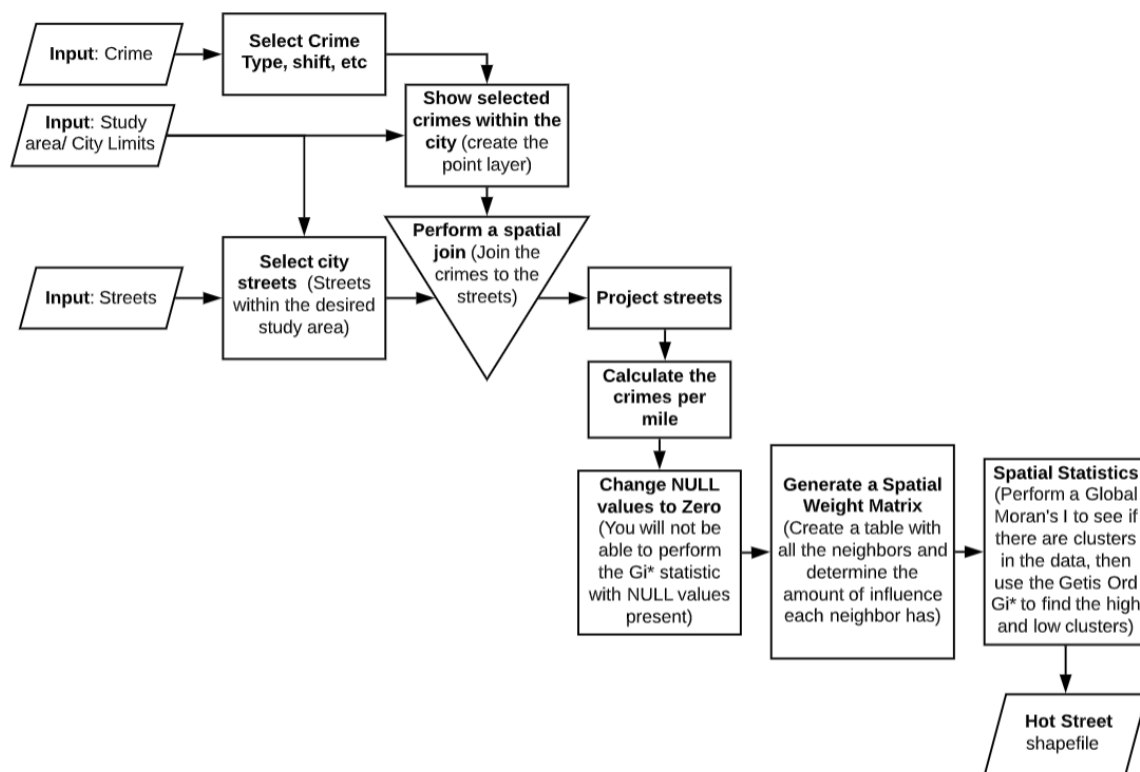 Input: Crime
Select Crime
Type, shift, etc
Show selected
crimes within the
city (create the
point layer)
Input: Study
area/ City Limits
Perform a spatial
join (Join the
crimes to the
streets)
Input: Streets
Select city
streets (Streets
within the desired
study area)
Project streets
Calculate the
crimes per
mile
Change NULL
values to Zero
(You will not be
able to perform
the Gi* statistic
with NULL values
present)
Generate a Spatial
Weight Matrix
(Create a table with
all the neighbors and
determine the
amount of influence
each neighbor has)
Spatial Statistics
(Perform a Global
Moran's I to see if
there are clusters
in the data, then
use the Getis Ord
Gi* to find the high
and low clusters)
Hot Street
shapefile